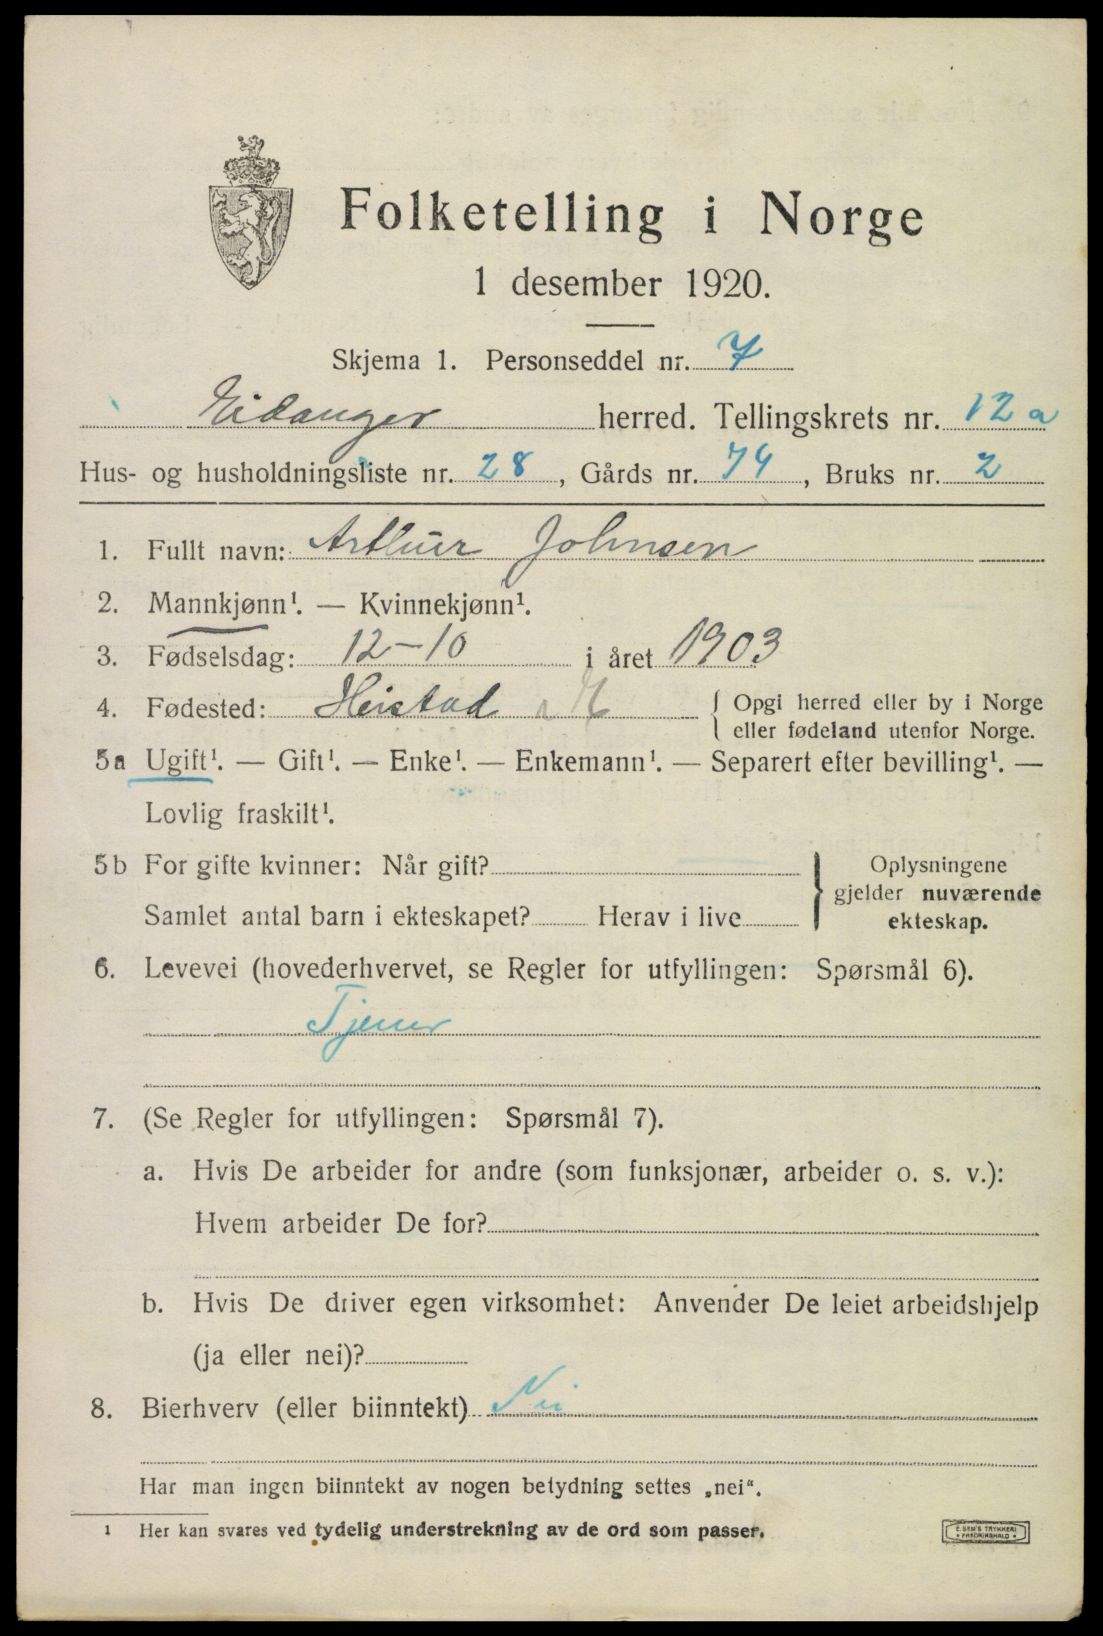 Folketelling i Norge
1 desember 1920.
Skjema 1. Personseddel nr. 7
Eidanger herred. Tellingskrets nr. 12 a
Hus- og husholdningsliste nr. 28, Gårds nr. 74, Bruks nr. 2
1. Fullt navn: Arthur Johnsen
2. Mannkjønn¹. — Kvinnekjønn¹.
3. Fødselsdag: 12-10 i året 1903
4. Fødested: Heistad i E { Opgi herred eller by i Norge
eller fødeland utenfor Norge.
5a Ugift¹. — Gift¹. — Enke¹. — Enkemann¹. — Separert efter bevilling¹. —
Lovlig fraskilt¹.
5b For gifte kvinner: Når gift?
Samlet antal barn i ekteskapet? Herav i live
} Oplysningene
gjelder nuværende
ekteskap.
6. Levevei (hovederhvervet, se Regler for utfyllingen: Spørsmål 6).
Tjener
7. (Se Regler for utfyllingen: Spørsmål 7).
a. Hvis De arbeider for andre (som funksjonær, arbeider o. s. v.):
Hvem arbeider De for?
b. Hvis De driver egen virksomhet: Anvender De leiet arbeidshjelp
(ja eller nei)?
8. Bierhverv (eller biinntekt) Nei
Har man ingen biinntekt av nogen betydning settes „nei“.
¹ Her kan svares ved tydelig understrekning av de ord som passer.
E. SEM'S TRYKKERI
• FREDRIKSHALD •